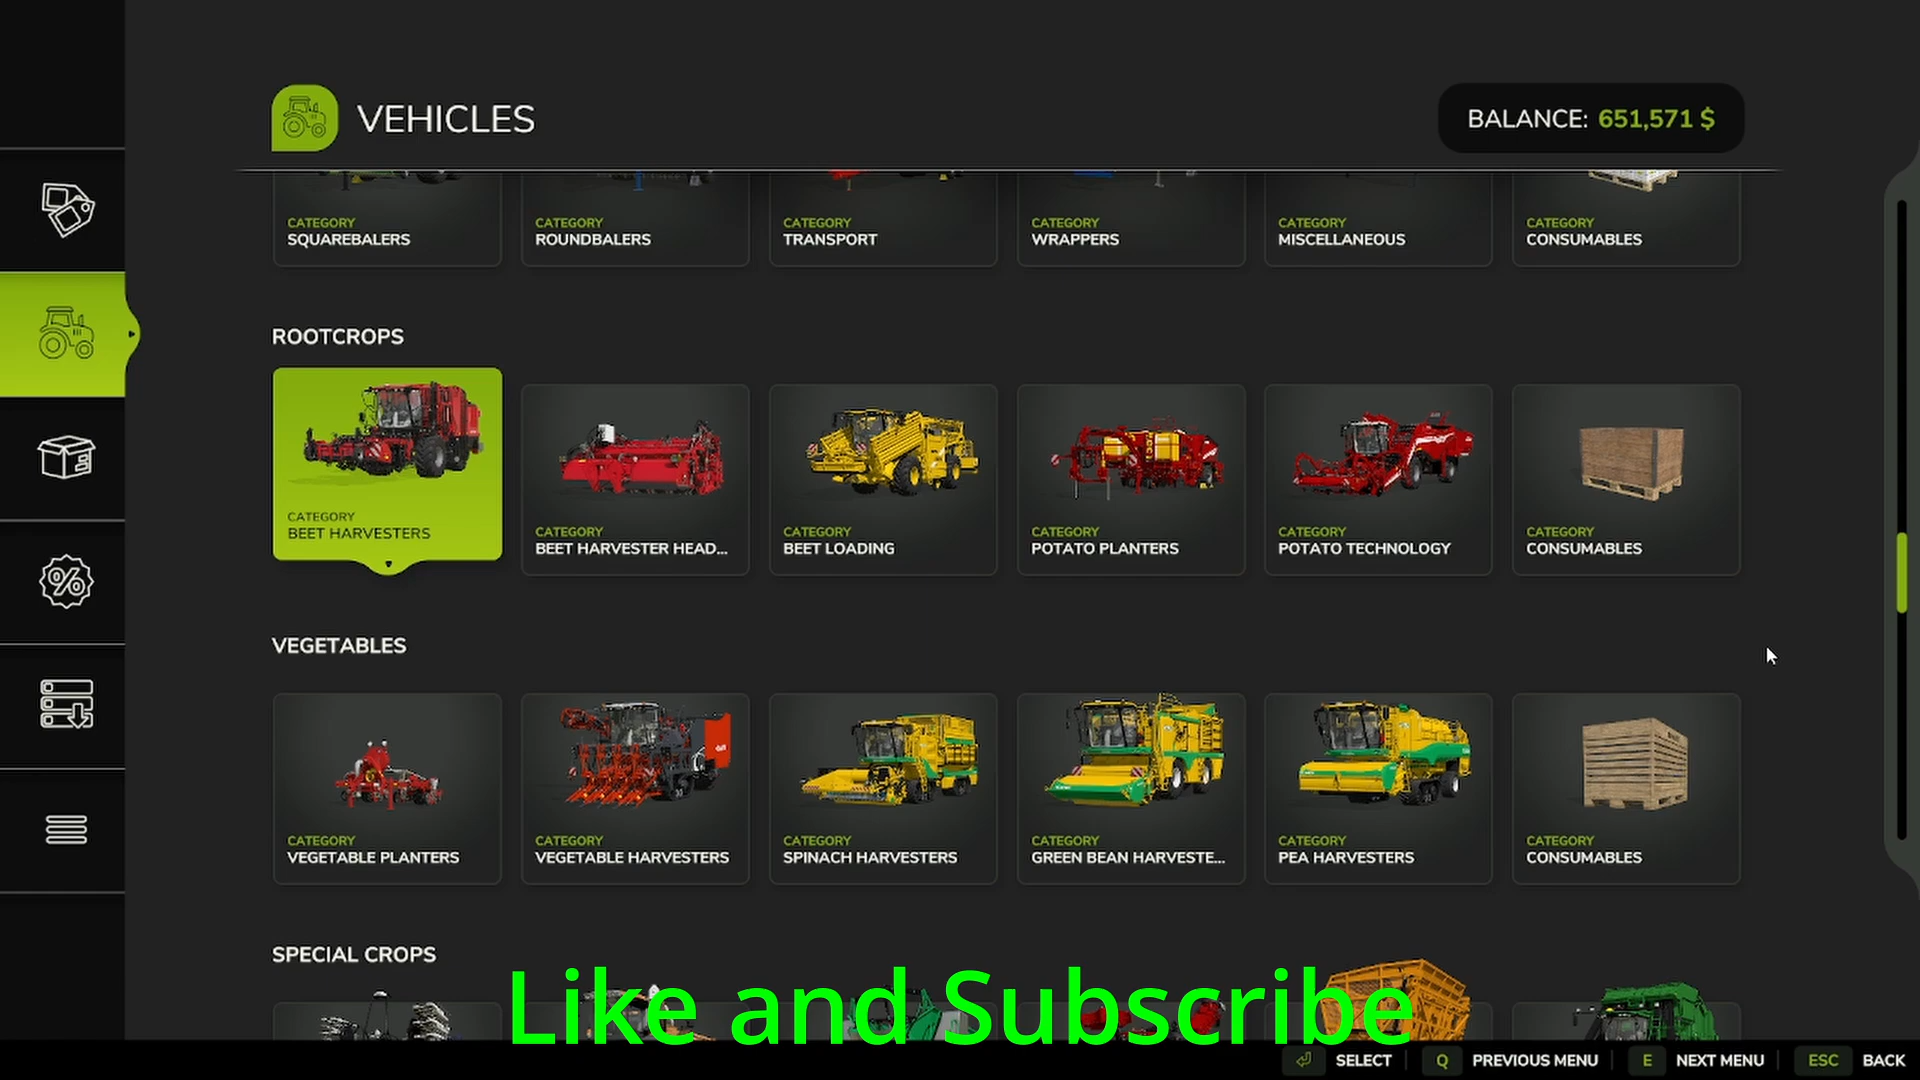 VEHICLES
BALANCE: 651,571 $
CATEGORY
SQUAREBALERS
CATEGORY
ROUNDBALERS
CATEGORY
TRANSPORT
CATEGORY
WRAPPERS
CATEGORY
MISCELLANEOUS
CATEGORY
CONSUMABLES
ROOTCROPS
CATEGORY
BEET HARVESTERS
CATEGORY
BEET HARVESTER HEAD...
CATEGORY
BEET LOADING
CATEGORY
POTATO PLANTERS
CATEGORY
POTATO TECHNOLOGY
CATEGORY
CONSUMABLES
VEGETABLES
CATEGORY
VEGETABLE PLANTERS
CATEGORY
VEGETABLE HARVESTERS
CATEGORY
SPINACH HARVESTERS
CATEGORY
GREEN BEAN HARVESTE...
CATEGORY
PEA HARVESTERS
CATEGORY
CONSUMABLES
SPECIAL CROPS
Like and Subscribe
SELECT
Q PREVIOUS MENU
E NEXT MENU
ESC BACK